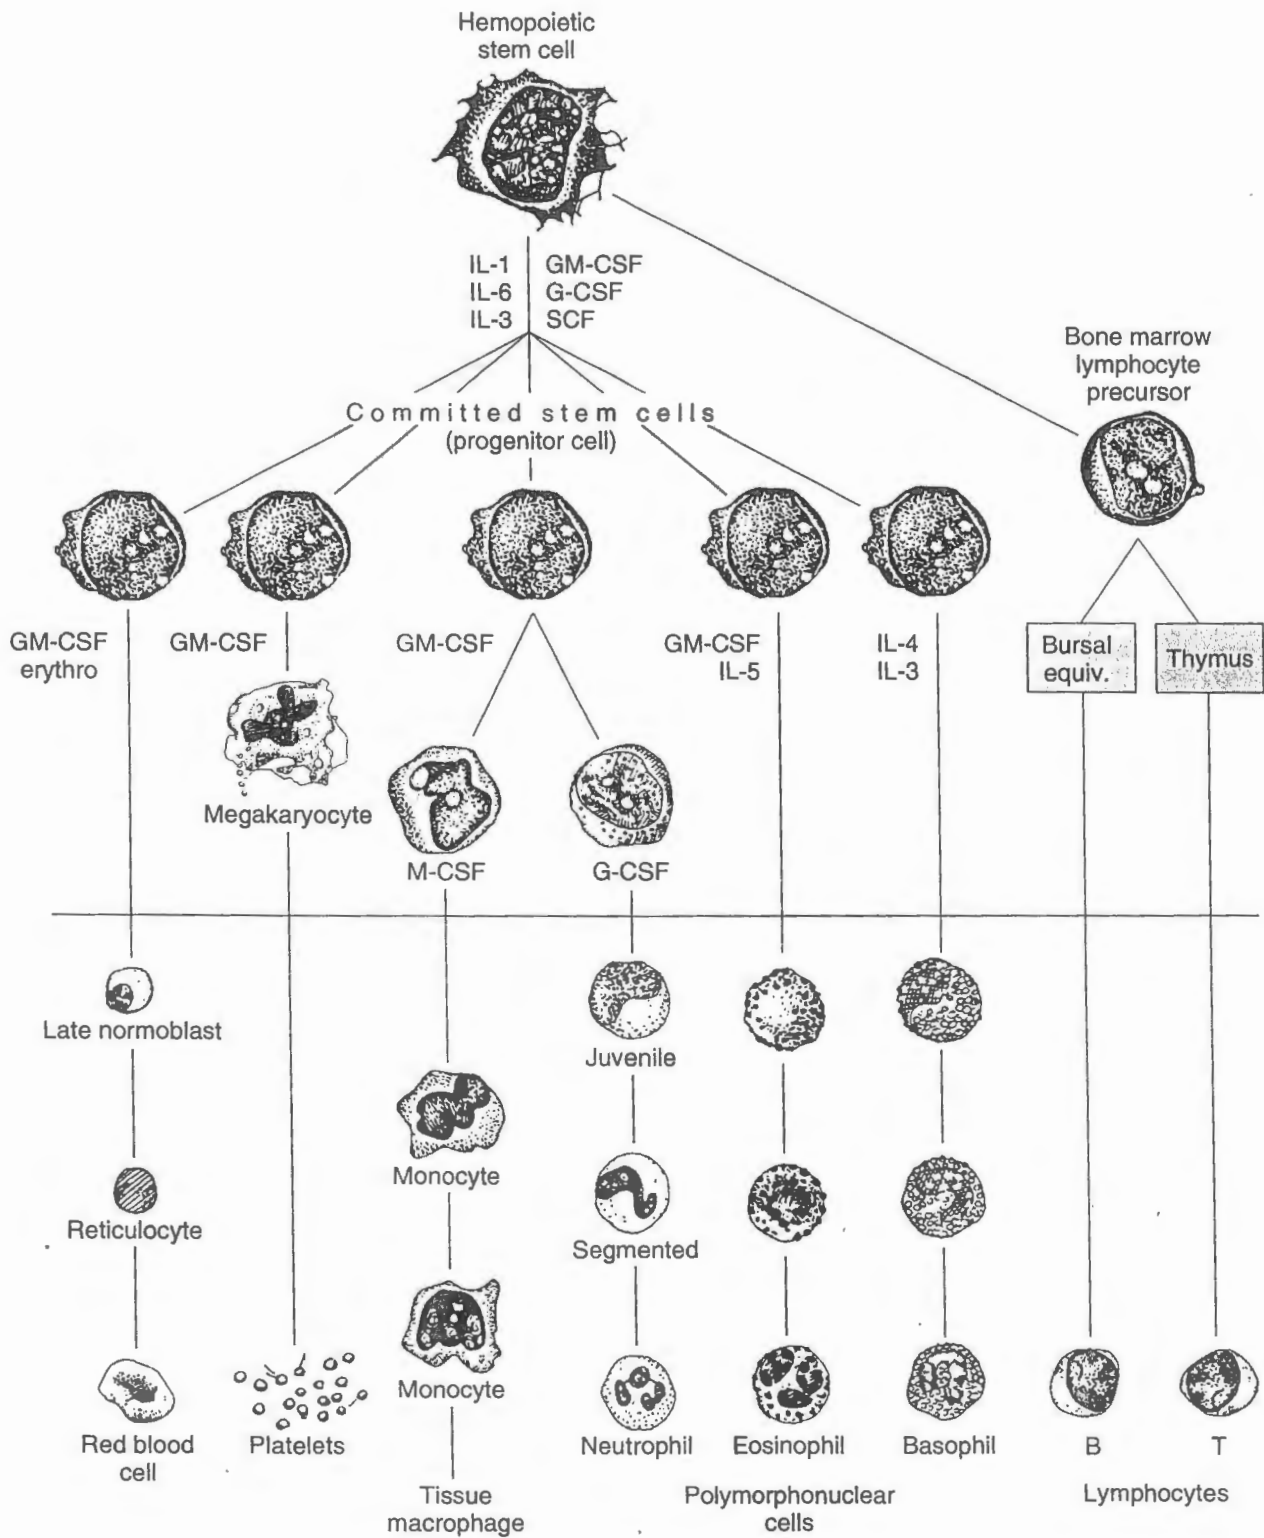 Hemopoietic
stem cell
IL-1 GM-CSF
IL-6 G-CSF
IL-3 SCF
Bone marrow
lymphocyte
precursor
Committed stem cells
(progenitor cell)
GM-CSF
erythro
GM-CSF
GM-CSF
GM-CSF
IL-5
IL-4
IL-3
Bursal
equiv.
Thymus
Megakaryocyte
M-CSF
G-CSF
Late normoblast
Juvenile
Monocyte
Reticulocyte
Segmented
Monocyte
Red blood
cell
Platelets
Neutrophil
Eosinophil
Basophil
B
T
Tissue
macrophage
Polymorphonuclear
cells
Lymphocytes